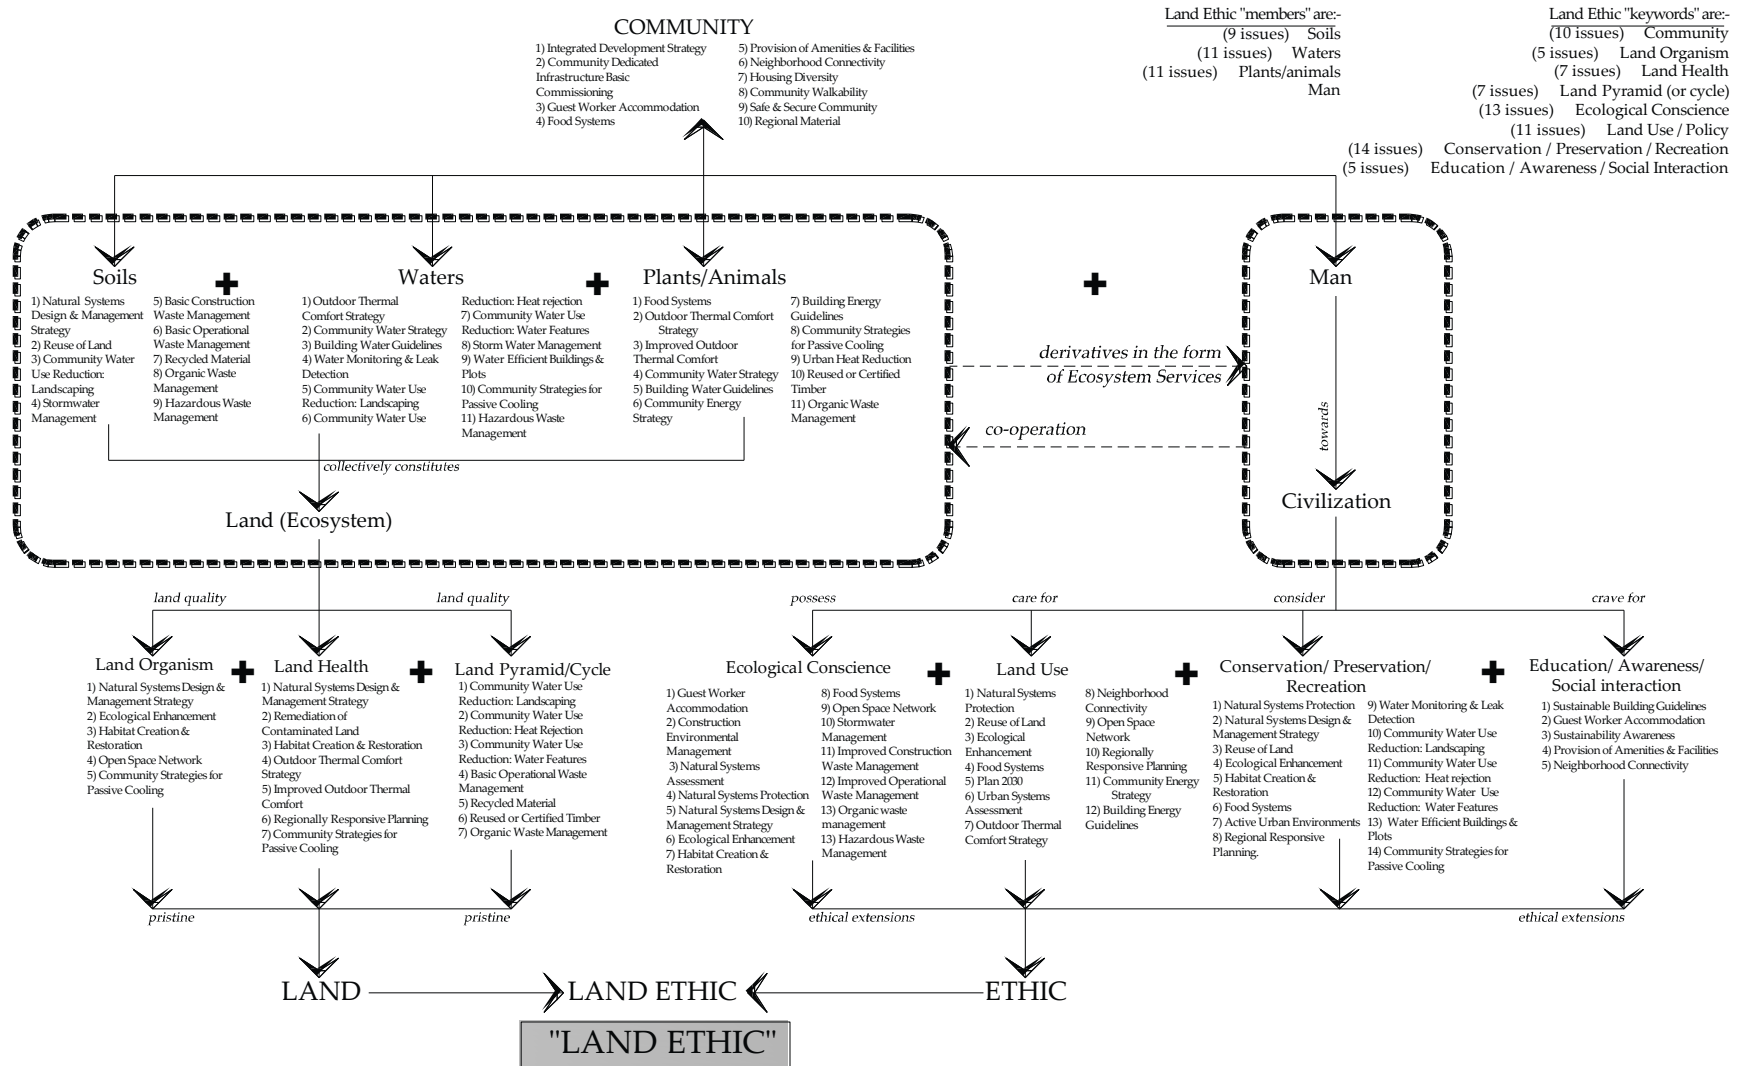 COMMUNITY
1) Integrated Development Strategy
2) Community Dedicated
Infrastructure Basic
Commissioning
3) Guest Worker Accommodation
4) Food Systems
5) Provision of Amenities & Facilities
6) Neighborhood Connectivity
7) Housing Diversity
8) Community Walkability
9) Safe & Secure Community
10) Regional Material
Land Ethic "members" are:-
(9 issues) Soils
(11 issues) Waters
(11 issues) Plants/animals
Man
Land Ethic "keywords" are:-
(10 issues) Community
(5 issues) Land Organism
(7 issues) Land Health
(7 issues) Land Pyramid (or cycle)
(13 issues) Ecological Conscience
(11 issues) Land Use / Policy
(14 issues) Conservation / Preservation / Recreation
(5 issues) Education / Awareness / Social Interaction
Soils
1) Natural Systems
Design & Management
Strategy
2) Reuse of Land
3) Community Water
Use Reduction:
Landscaping
4) Stormwater
Management
5) Basic Construction
Waste Management
6) Basic Operational
Waste Management
7) Recycled Material
8) Organic Waste
Management
9) Hazardous Waste
Management
Waters
1) Outdoor Thermal
Comfort Strategy
2) Community Water Strategy
3) Building Water Guidelines
4) Water Monitoring & Leak
Detection
5) Community Water Use
Reduction: Landscaping
6) Community Water Use
Reduction: Heat rejection
7) Community Water Use
Reduction: Water Features
8) Storm Water Management
9) Water Efficient Buildings &
Plots
10) Community Strategies for
Passive Cooling
11) Hazardous Waste
Management
Plants/Animals
1) Food Systems
2) Outdoor Thermal Comfort
Strategy
3) Improved Outdoor
Thermal Comfort
4) Community Water Strategy
5) Building Water Guidelines
6) Community Energy
Strategy
7) Building Energy
Guidelines
8) Community Strategies
for Passive Cooling
9) Urban Heat Reduction
10) Reused or Certified
Timber
11) Organic Waste
Management
collectively constitutes
Land (Ecosystem)
derivatives in the form
of Ecosystem Services
co-operation
Man
towards
Civilization
land quality
land quality
possess
care for
consider
crave for
Land Organism
1) Natural Systems Design &
Management Strategy
2) Ecological Enhancement
3) Habitat Creation &
Restoration
4) Open Space Network
5) Community Strategies for
Passive Cooling
Land Health
1) Natural Systems Design &
Management Strategy
2) Remediation of
Contaminated Land
3) Habitat Creation & Restoration
4) Outdoor Thermal Comfort
Strategy
5) Improved Outdoor Thermal
Comfort
6) Regionally Responsive Planning
7) Community Strategies for
Passive Cooling
Land Pyramid/Cycle
1) Community Water Use
Reduction: Landscaping
2) Community Water Use
Reduction: Heat Rejection
3) Community Water Use
Reduction: Water Features
4) Basic Operational Waste
Management
5) Recycled Material
6) Reused or Certified Timber
7) Organic Waste Management
Ecological Conscience
1) Guest Worker
Accommodation
2) Construction
Environmental
Management
3) Natural Systems
Assessment
4) Natural Systems Protection
5) Natural Systems Design &
Management Strategy
6) Ecological Enhancement
7) Habitat Creation &
Restoration
8) Food Systems
9) Open Space Network
10) Stormwater
Management
11) Improved Construction
Waste Management
12) Improved Operational
Waste Management
13) Organic waste
management
13) Hazardous Waste
Management
Land Use
1) Natural Systems
Protection
2) Reuse of Land
3) Ecological
Enhancement
4) Food Systems
5) Plan 2030
6) Urban Systems
Assessment
7) Outdoor Thermal
Comfort Strategy
8) Neighborhood
Connectivity
9) Open Space
Network
10) Regionally
Responsive Planning
11) Community Energy
Strategy
12) Building Energy
Guidelines
Conservation/ Preservation/
Recreation
1) Natural Systems Protection
2) Natural Systems Design &
Management Strategy
3) Reuse of Land
4) Ecological Enhancement
5) Habitat Creation &
Restoration
6) Food Systems
7) Active Urban Environments
8) Regional Responsive
Planning.
9) Water Monitoring & Leak
Detection
10) Community Water Use
Reduction: Landscaping
11) Community Water Use
Reduction: Heat rejection
12) Community Water Use
Reduction: Water Features
13) Water Efficient Buildings &
Plots
14) Community Strategies for
Passive Cooling
Education/ Awareness/
Social interaction
1) Sustainable Building Guidelines
2) Guest Worker Accommodation
3) Sustainability Awareness
4) Provision of Amenities & Facilities
5) Neighborhood Connectivity
pristine
pristine
ethical extensions
ethical extensions
LAND
LAND ETHIC
ETHIC
"LAND ETHIC"